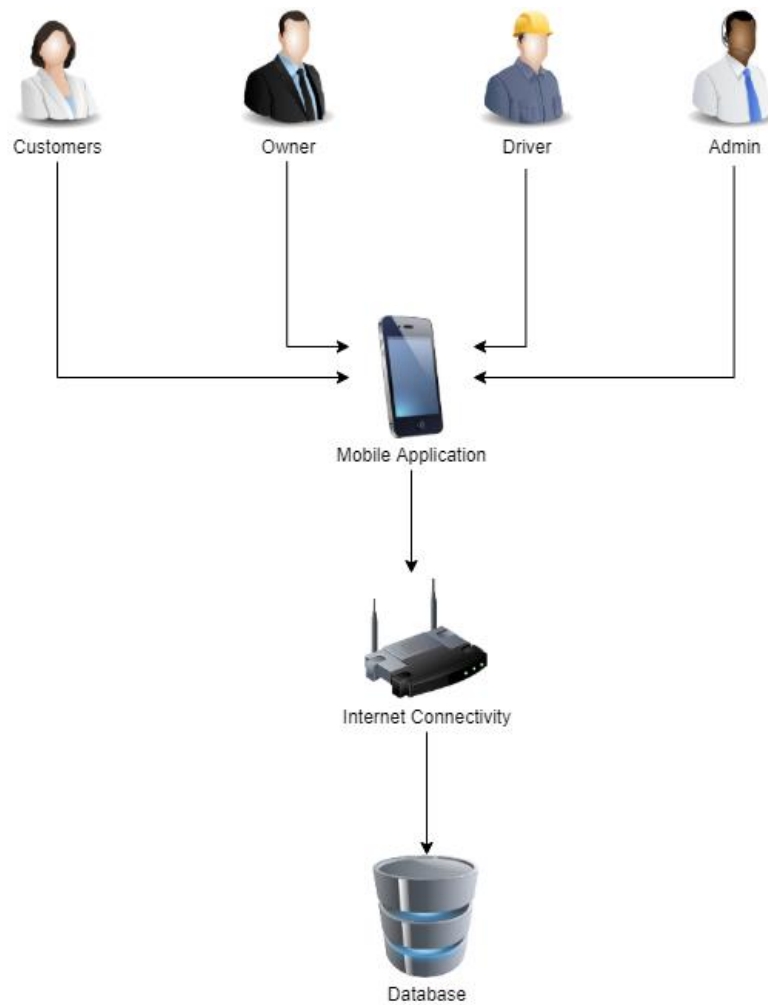 Customers
Owner
Driver
Admin
Mobile Application
Internet Connectivity
Database